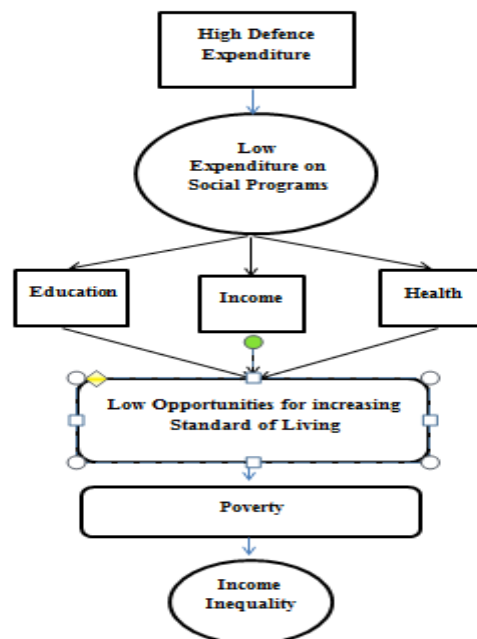 High Defence
Expenditure
Low
Expenditure on
Social Programs
Education
Income
Health
Low Opportunities for increasing
Standard of Living
Poverty
Income
Inequality